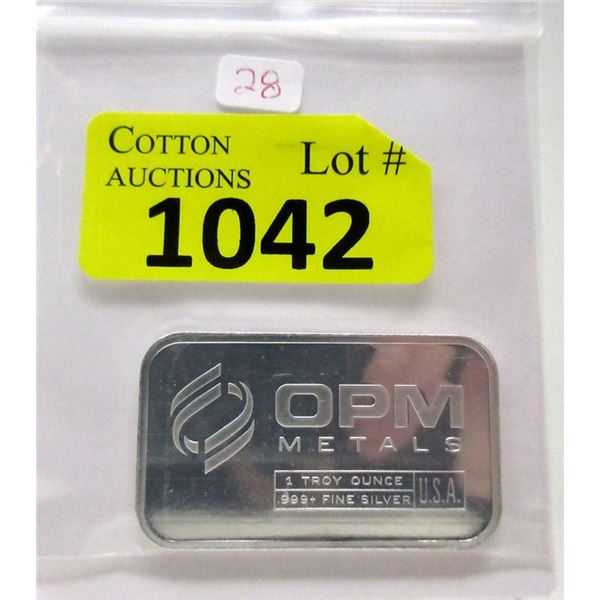 28
COTTON AUCTIONS
Lot #
1042
OPM
METALS
1 TROY OUNCE
.999+ FINE SILVER
U.S.A.